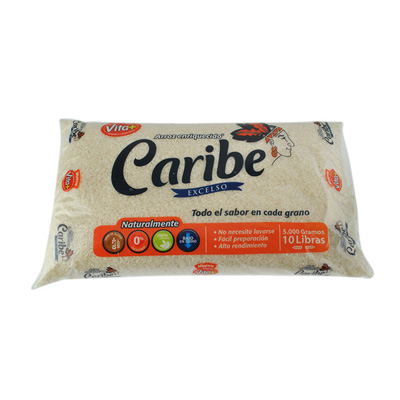 Vita+
Arroz enriquecido
Caribe
EXCELSO
Todo el sabor en cada grano
Naturalmente
0%
• No necesita lavarse
• Fácil preparación
• Alto rendimiento
5.000 Gramos
10 Libras
Caribe